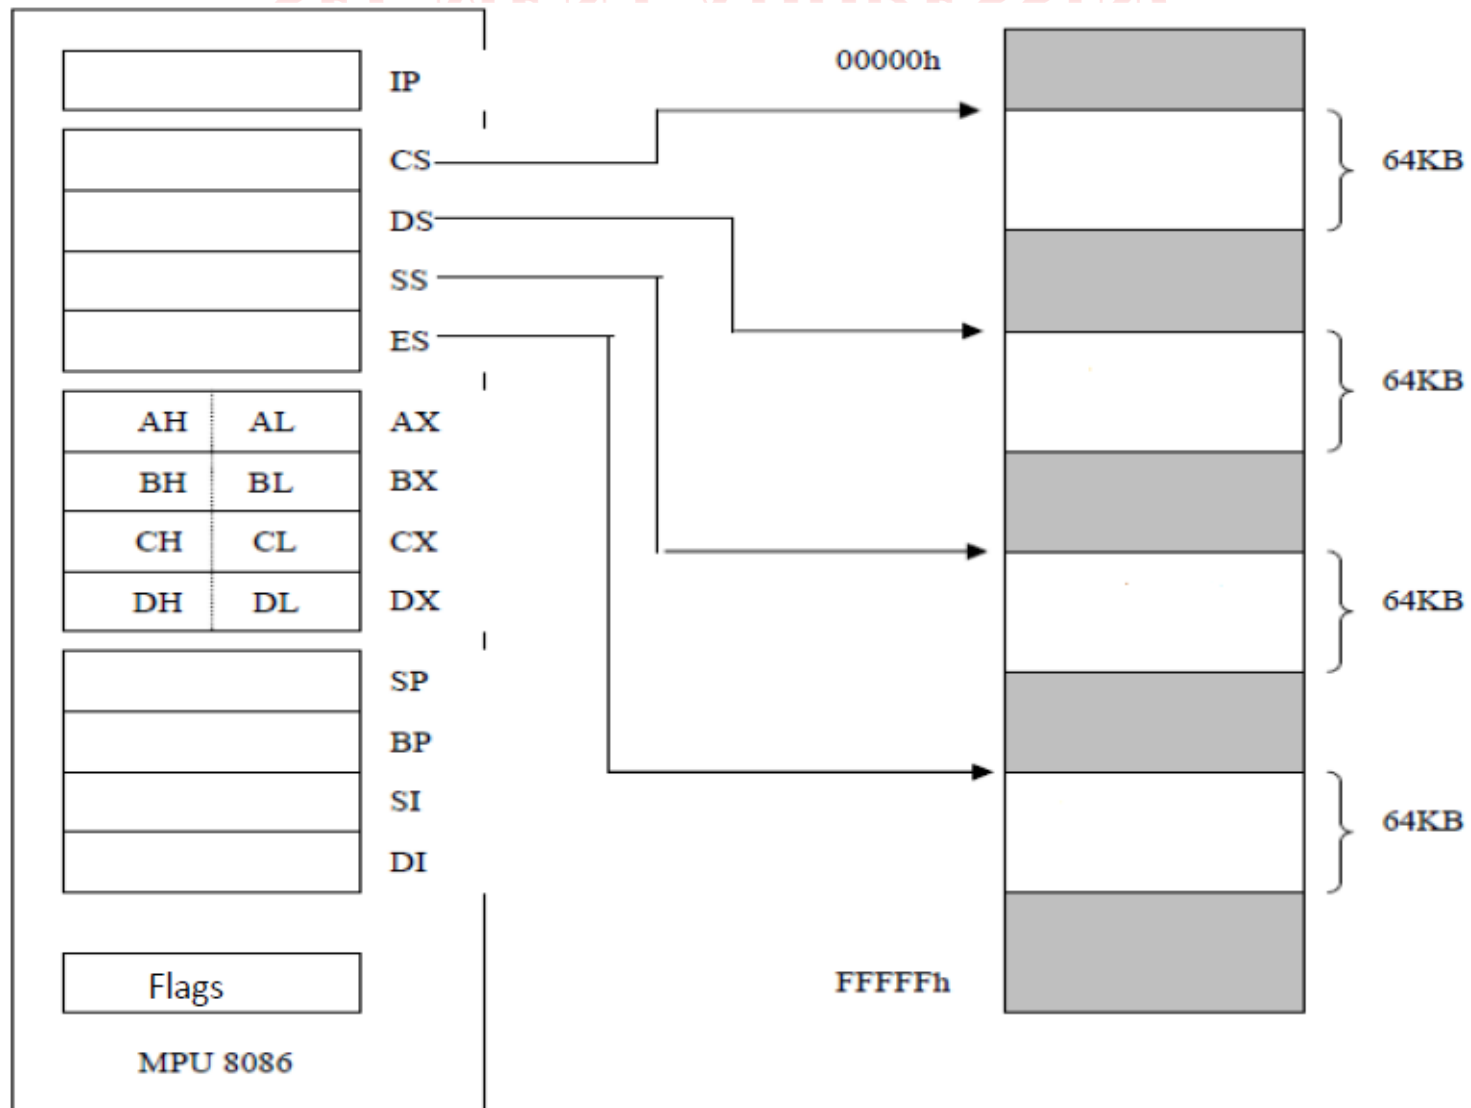 IP
CS
DS
SS
ES
AH AL AX
BH BL BX
CH CL CX
DH DL DX
SP
BP
SI
DI
Flags
MPU 8086
00000h
FFFFFh
64KB
64KB
64KB
64KB